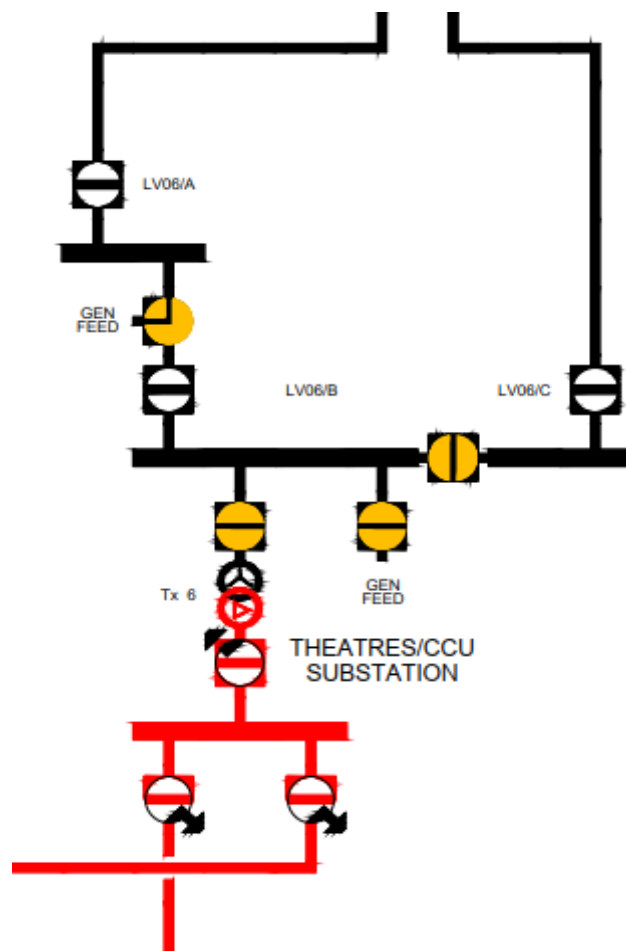 LV06/A
GEN
FEED
LV06/B
LV06/C
Tx 6
GEN
FEED
THEATRES/CCU
SUBSTATION